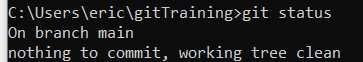 C:\Users\eric\gitTraining>git status
On branch main
nothing to commit, working tree clean